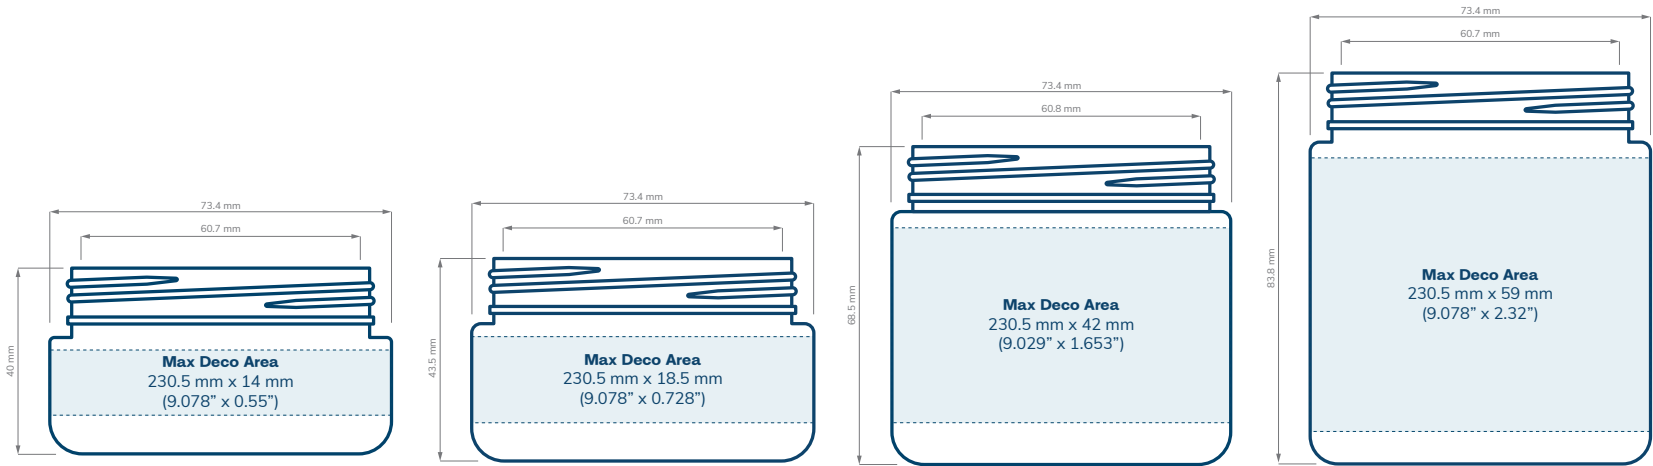 73.4 mm
60.7 mm
40 mm
Max Deco Area
230.5 mm x 14 mm
(9.078” x 0.55”)
73.4 mm
60.7 mm
43.5 mm
Max Deco Area
230.5 mm x 18.5 mm
(9.078” x 0.728”)
73.4 mm
60.8 mm
68.5 mm
Max Deco Area
230.5 mm x 42 mm
(9.029” x 1.653”)
73.4 mm
60.7 mm
83.8 mm
Max Deco Area
230.5 mm x 59 mm
(9.078” x 2.32”)